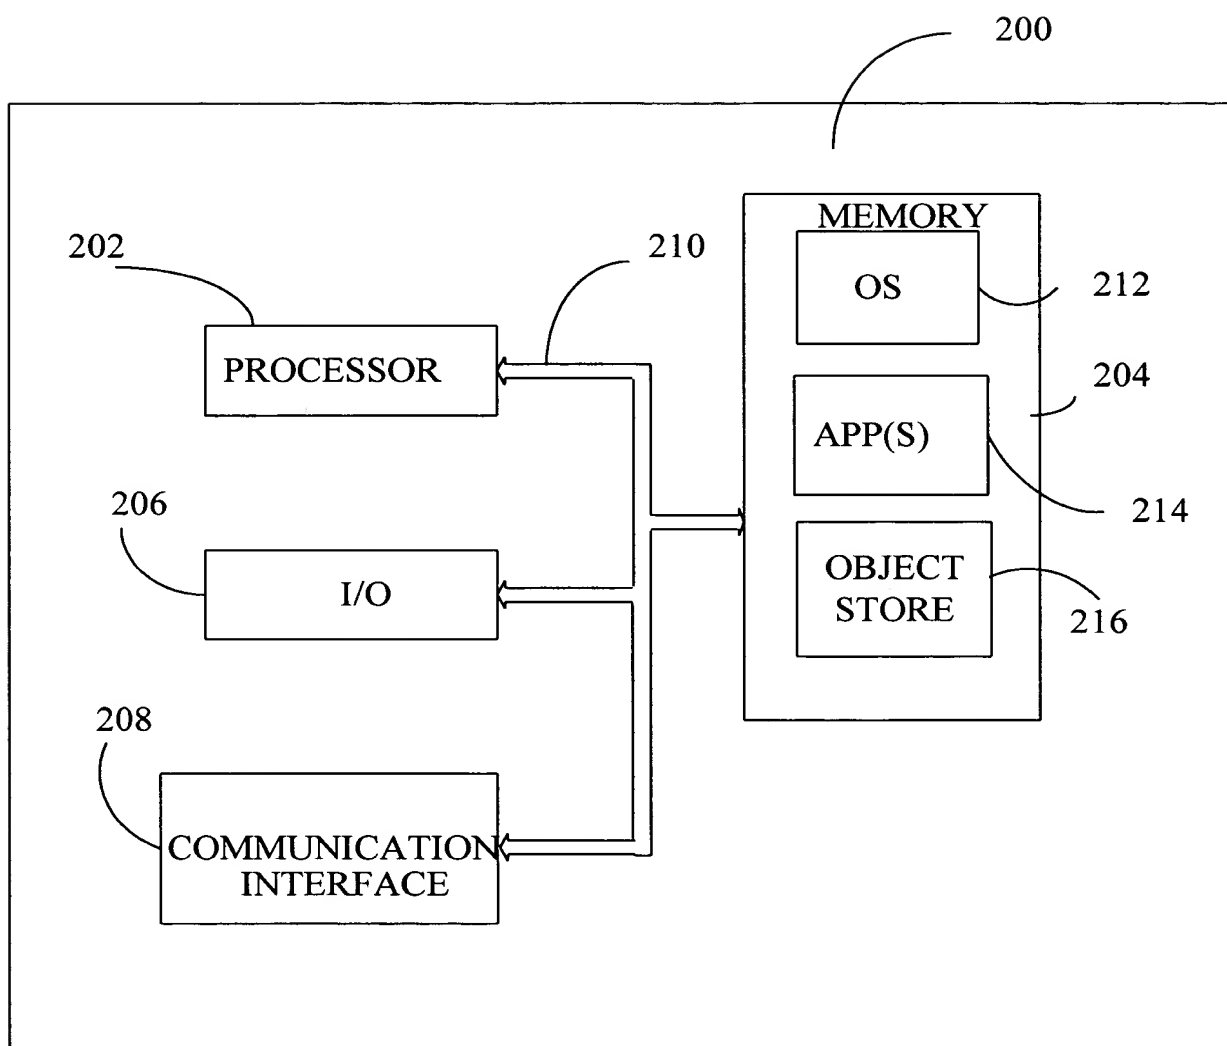 200
MEMORY
202
210
OS
212
PROCESSOR
204
APP(S)
206
214
I/O
OBJECT
STORE
216
208
COMMUNICATION
INTERFACE